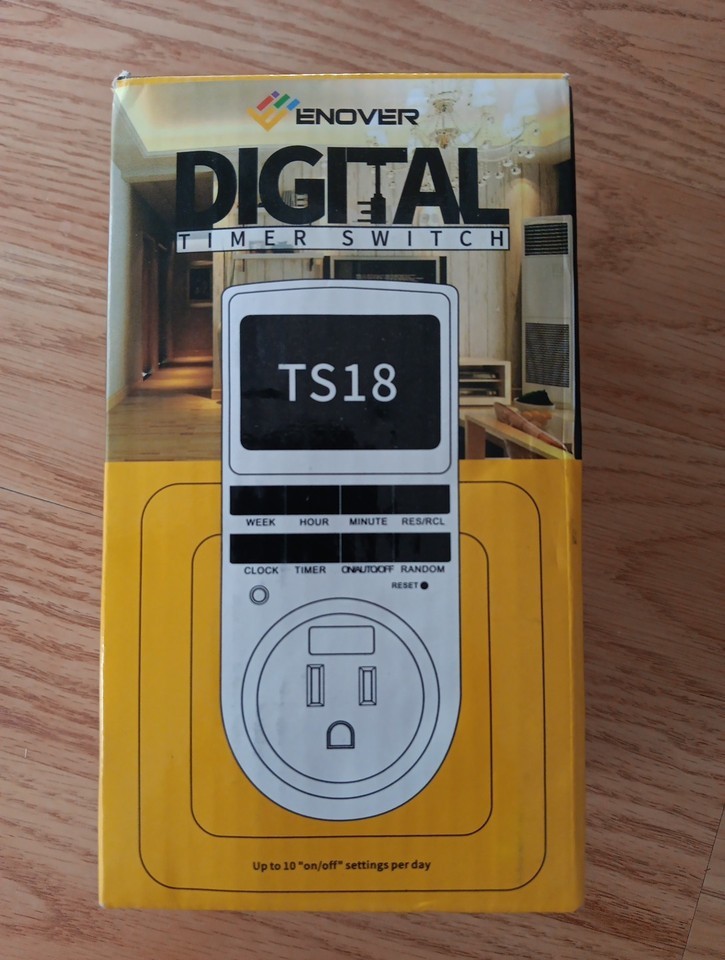 ENOVER
DIGITAL
TIMER SWITCH
TS18
WEEK HOUR MINUTE RES/RCL
CLOCK TIMER ON/AUTO/OFF RANDOM
RESET
Up to 10 "on/off" settings per day